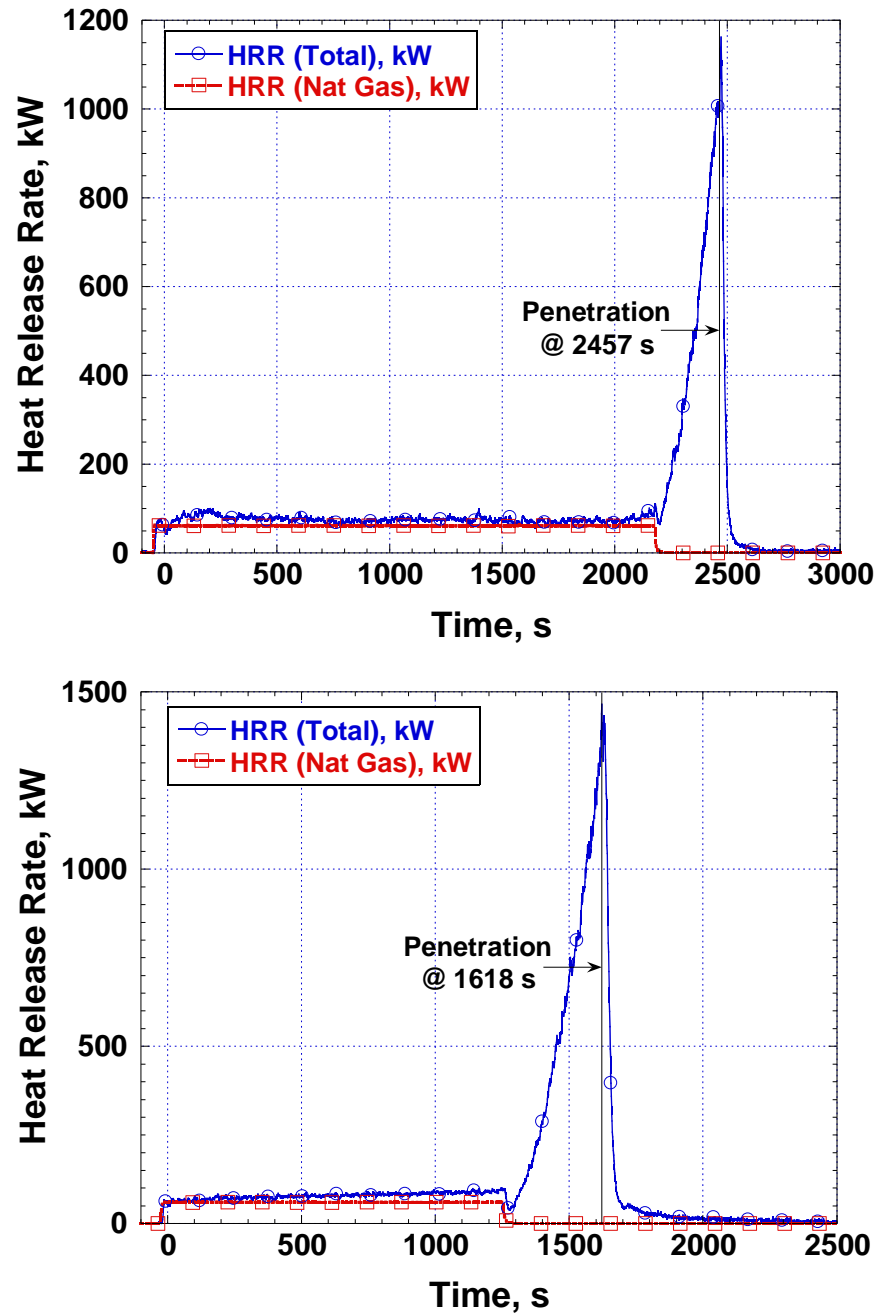 1200
HRR (Total), kW
HRR (Nat Gas), kW
1000
800
600
400
200
0
Heat Release Rate, kW
Penetration
@ 2457 s
0 500 1000 1500 2000 2500 3000
Time, s
1500
HRR (Total), kW
HRR (Nat Gas), kW
1000
500
0
Heat Release Rate, kW
Penetration
@ 1618 s
0 500 1000 1500 2000 2500
Time, s